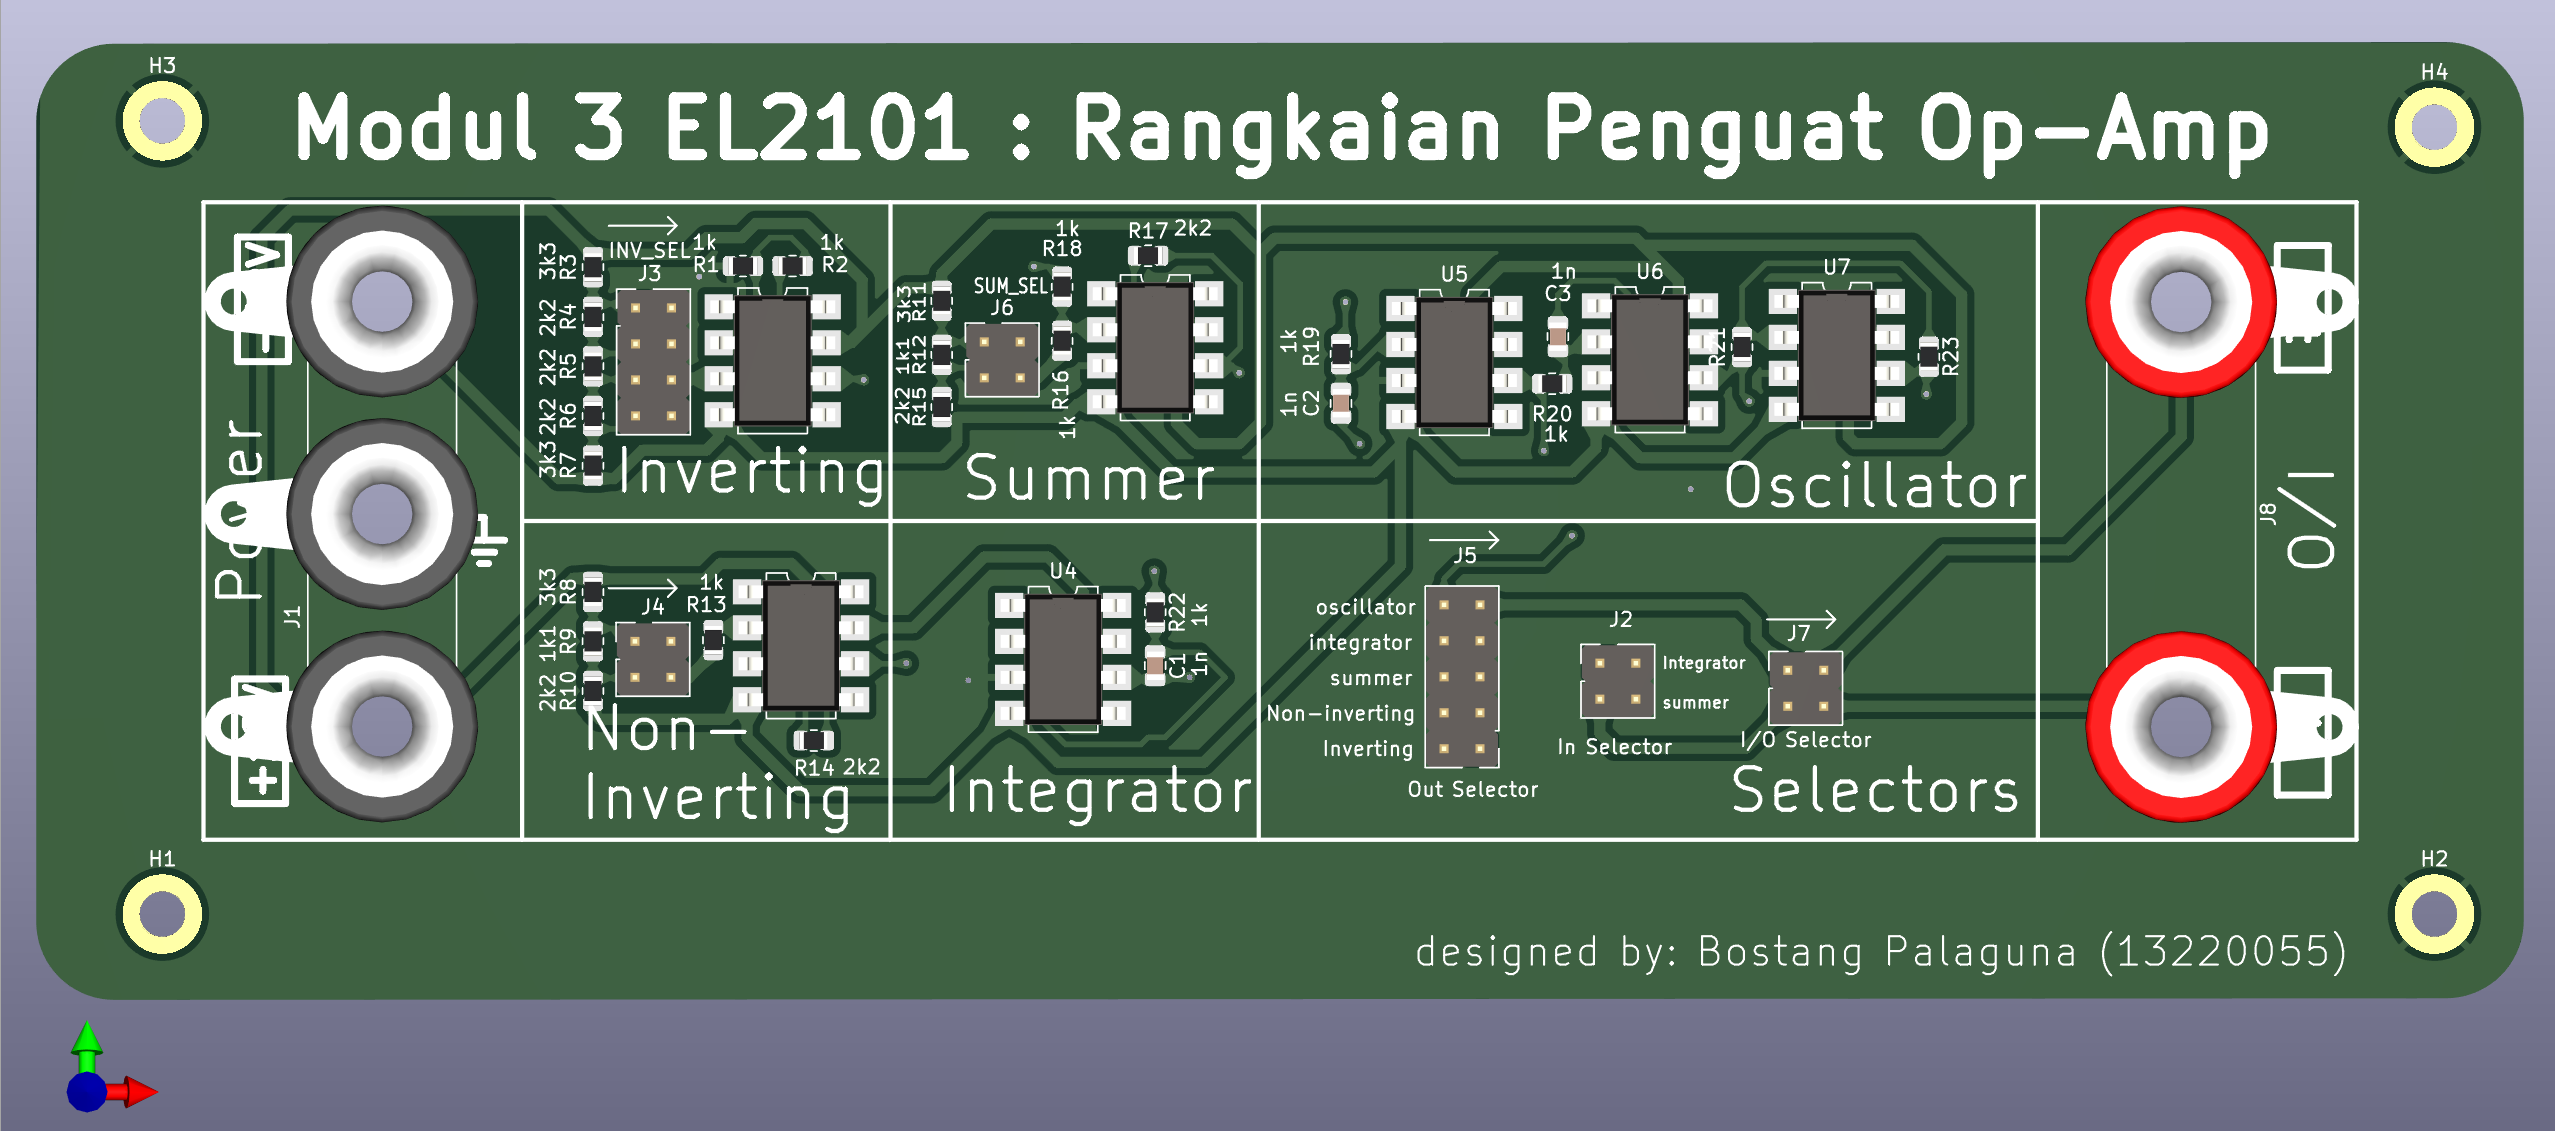 H3
H4
Modul 3 EL2101 : Rangkaian Penguat Op-Amp
Power
J1
3k3 R3
2k2 R4
2k2 R5
2k2 R6
3k3 R7
INV_SEL
J3
1k
R1
1k
R2
Inverting
3k3 R11
1k1 R12
2k2 R15
SUM_SEL
J6
1k
R18
R16
1k
R17 2k2
Summer
1k R19
1n C2
U5
1n
C3
R20
1k
U6
R21
U7
R23
Oscillator
J8
I/O
3k3 R8
1k1 R9
2k2 R10
J4
1k
R13
R14 2k2
Non-
Inverting
U4
R22 1k
C1 1n
Integrator
J5
oscillator
integrator
summer
Non-inverting
Inverting
Out Selector
J2
Integrator
summer
In Selector
J7
I/O Selector
Selectors
H1
H2
designed by: Bostang Palaguna (13220055)